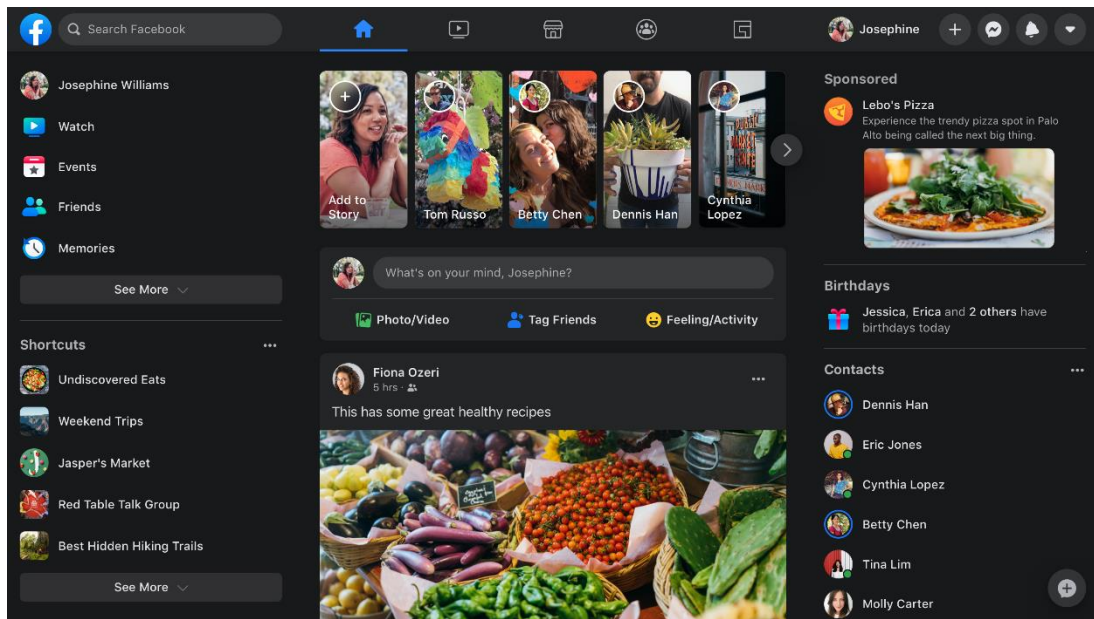 Search Facebook
Josephine
Josephine Williams
Watch
Events
Friends
Memories
See More
Shortcuts
Undiscovered Eats
Weekend Trips
Jasper's Market
Red Table Talk Group
Best Hidden Hiking Trails
See More
Add to
Story
Tom Russo
Betty Chen
Dennis Han
Cynthia
Lopez
What's on your mind, Josephine?
Photo/Video
Tag Friends
Feeling/Activity
Fiona Ozeri
5 hrs ·
This has some great healthy recipes
Sponsored
Lebo's Pizza
Experience the trendy pizza spot in Palo
Alto being called the next big thing.
Birthdays
Jessica, Erica and 2 others have
birthdays today
Contacts
Dennis Han
Eric Jones
Cynthia Lopez
Betty Chen
Tina Lim
Molly Carter